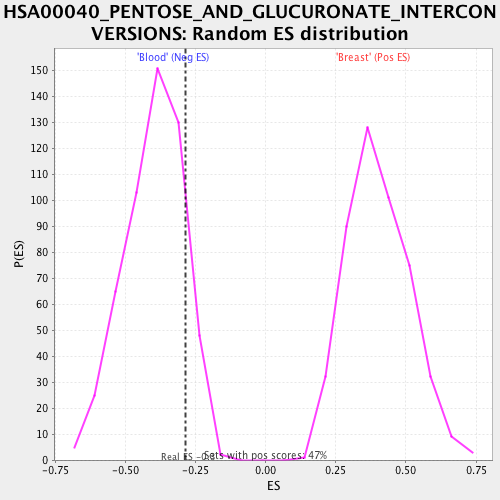 HSA00040_PENTOSE_AND_GLUCURONATE_INTERCON
VERSIONS: Random ES distribution
'Blood' (Neg ES)
'Breast' (Pos ES)
150
140
130
120
110
100
90
80
70
60
50
40
30
20
10
0
P(ES)
Real ES
Sets with pos scores: 47%
-0.75
-0.50
-0.25
0.00
0.25
0.50
0.75
ES